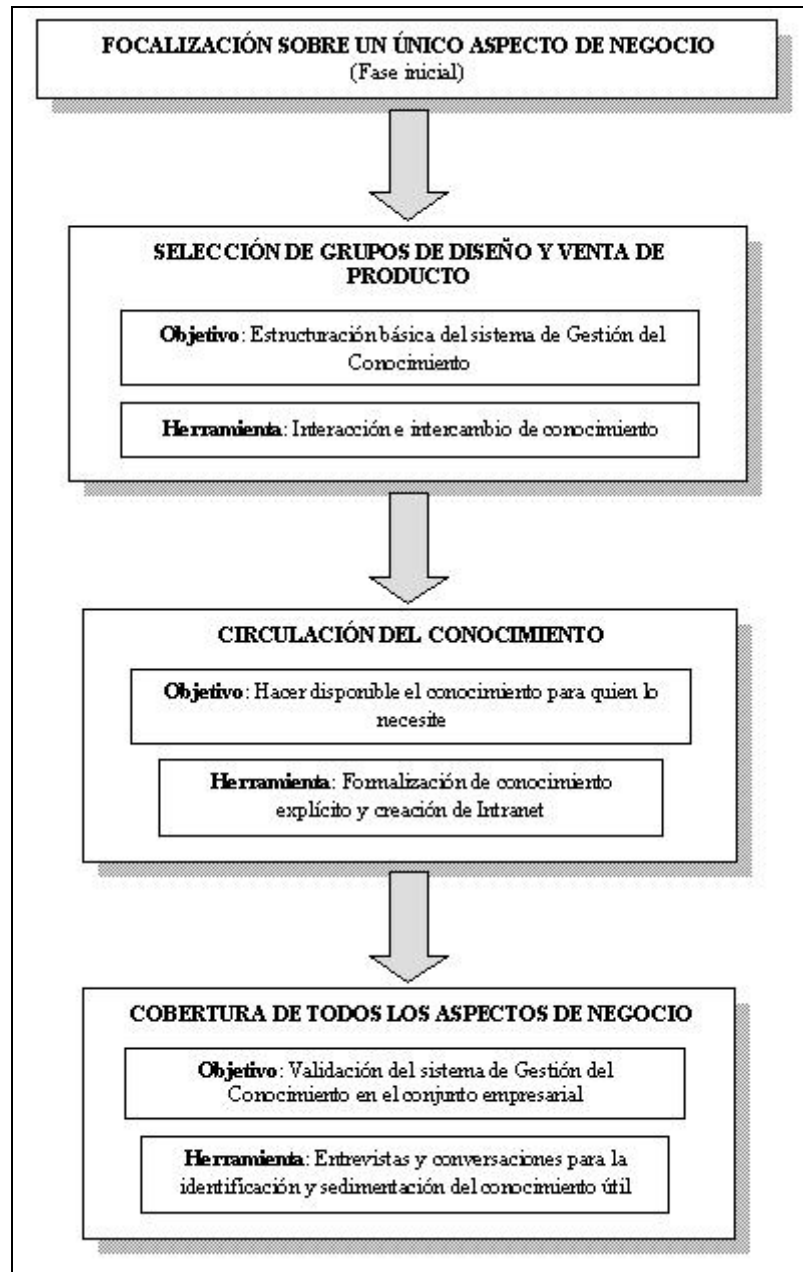 FOCALIZACIÓN SOBRE UN ÚNICO ASPECTO DE NEGOCIO
(Fase inicial)
SELECCIÓN DE GRUPOS DE DISEÑO Y VENTA DE
PRODUCTO
Objetivo: Estructuración básica del sistema de Gestión del
Conocimiento
Herramienta: Interacción e intercambio de conocimiento
CIRCULACIÓN DEL CONOCIMIENTO
Objetivo: Hacer disponible el conocimiento para quien lo
necesite
Herramienta: Formalización de conocimiento
explícito y creación de Intranet
COBERTURA DE TODOS LOS ASPECTOS DE NEGOCIO
Objetivo: Validación del sistema de Gestión del
Conocimiento en el conjunto empresarial
Herramienta: Entrevistas y conversaciones para la
identificación y sedimentación del conocimiento útil